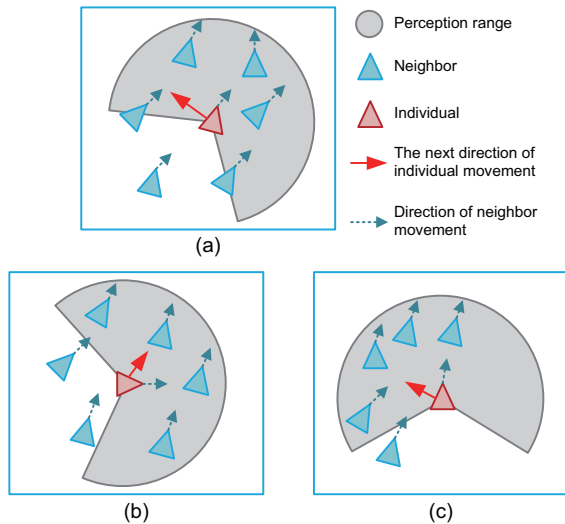 Perception range
Neighbor
Individual
The next direction of
individual movement
Direction of neighbor
movement
(a)
(b)
(c)